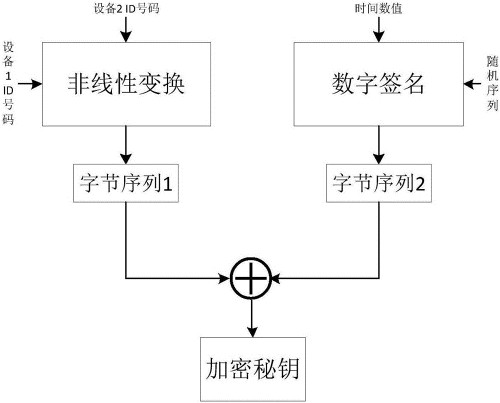 设备2 ID号码
时间数值
设备1 ID号码
非线性变换
数字签名
随机序列
字节序列1
字节序列2
加密秘钥